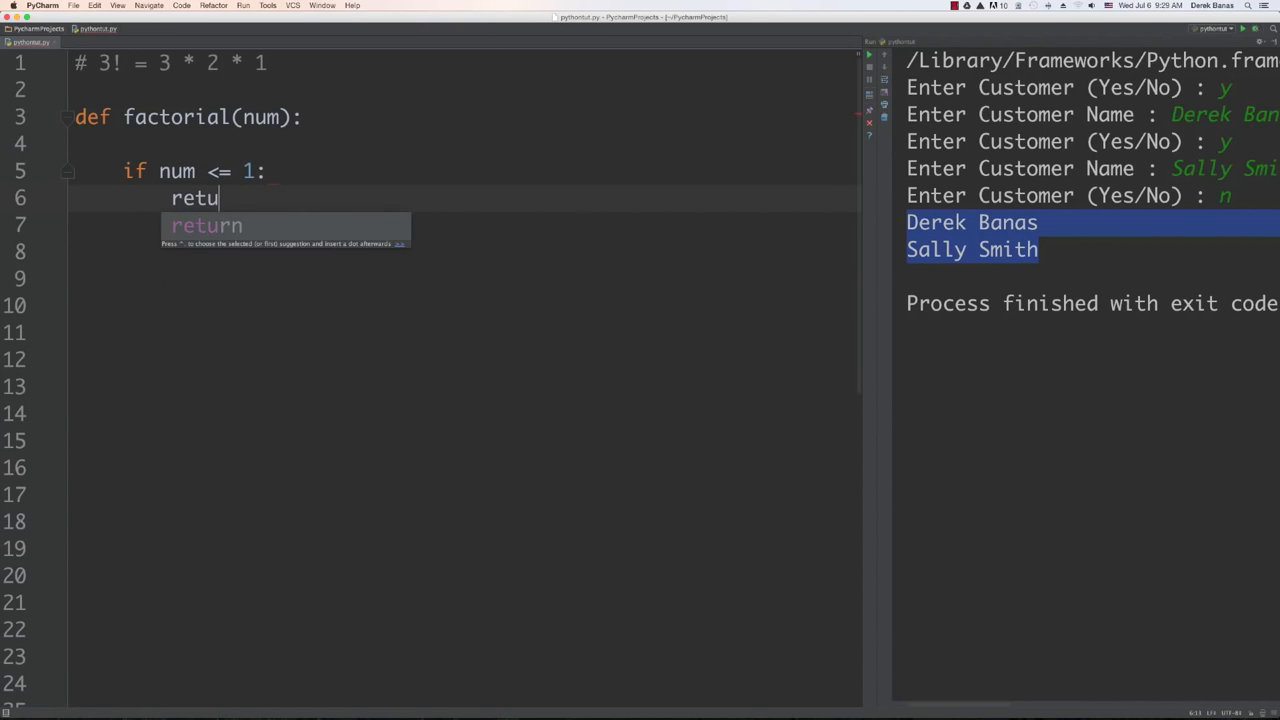 PyCharm File Edit View Navigate Code Refactor Run Tools VCS Window Help
10 Wed Jul 6 9:29 AM Derek Banas
pythontut.py - PycharmProjects - [~/PycharmProjects]
PycharmProjects pythontut.py
pythontut
pythontut.py
Run pythontut
1 # 3! = 3 * 2 * 1
2
3 def factorial(num):
4
5 if num <= 1:
6 retu
7 return
Press ^. to choose the selected (or first) suggestion and insert a dot afterwards >>
8
9
10
11
12
13
14
15
16
17
18
19
20
21
22
23
24
/Library/Frameworks/Python.fram
Enter Customer (Yes/No) : y
Enter Customer Name : Derek Ban
Enter Customer (Yes/No) : y
Enter Customer Name : Sally Smi
Enter Customer (Yes/No) : n
Derek Banas
Sally Smith
Process finished with exit code
6:13 LF‡ UTF-8‡